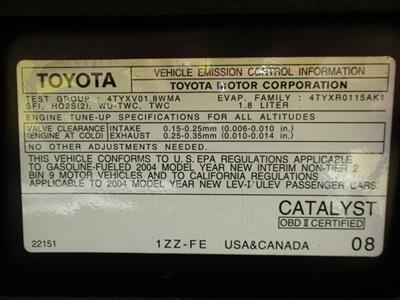 TOYOTA
VEHICLE EMISSION CONTROL INFORMATION
TOYOTA MOTOR CORPORATION
TEST GROUP : 4TYXV01.8WMA EVAP. FAMILY : 4TYXR0115AK1
SFI, HO2S(2), WU-TWC, TWC 1.8 LITER
ENGINE TUNE-UP SPECIFICATIONS FOR ALL ALTITUDES
VALVE CLEARANCE INTAKE 0.15-0.25mm (0.006-0.010 in.)
(ENGINE AT COLD) EXHAUST 0.25-0.35mm (0.010-0.014 in.)
NO OTHER ADJUSTMENTS NEEDED.
THIS VEHICLE CONFORMS TO U.S.EPA REGULATIONS APPLICABLE
TO GASOLINE-FUELED 2004 MODEL YEAR NEW INTERIM NON-TIER 2
BIN 9 MOTOR VEHICLES AND TO CALIFORNIA REGULATIONS
APPLICABLE TO 2004 MODEL YEAR NEW LEV-I ULEV PASSENGER CARS.
CATALYST
OBD II CERTIFIED
22151 1ZZ-FE USA&CANADA 08